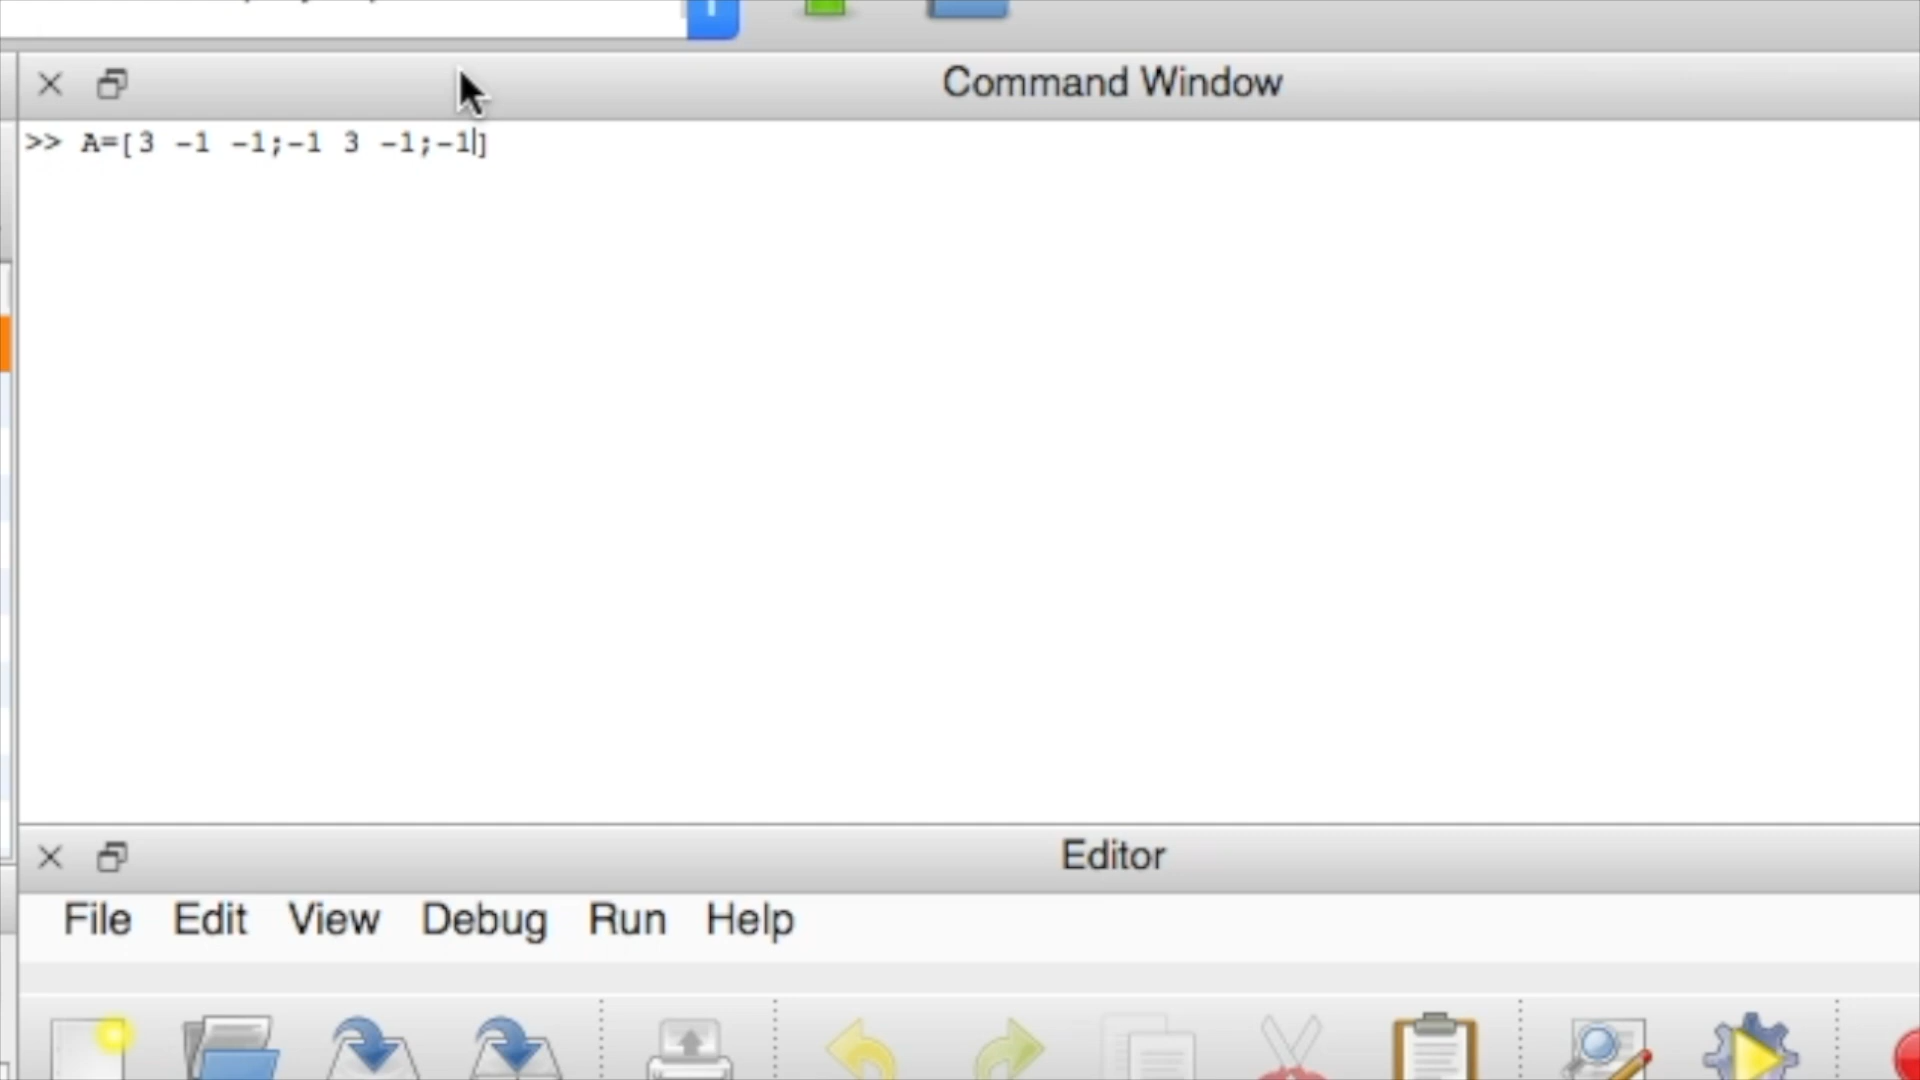 Command Window
>> A=[3 -1 -1;-1 3 -1;-1]
Editor
File Edit View Debug Run Help